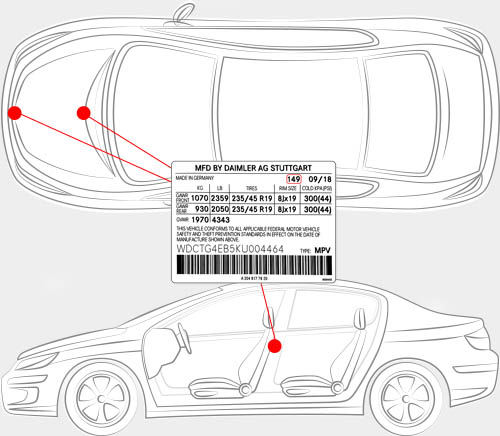 MFD BY DAIMLER AG STUTTGART
MADE IN GERMANY 149 09/18
KG LB TIRES RIM SIZE COLD KPA(PSI)
GAWR FRONT 1070 2359 235/45 R19 8Jx19 300(44)
GAWR REAR 930 2050 235/45 R19 8Jx19 300(44)
GVWR 1970 4343
THIS VEHICLE CONFORMS TO ALL APPLICABLE FEDERAL MOTOR VEHICLE
SAFETY AND THEFT PREVENTION STANDARDS IN EFFECT ON THE DATE OF
MANUFACTURE SHOWN ABOVE.
WDCTG4EB5KU004464 TYPE: MPV